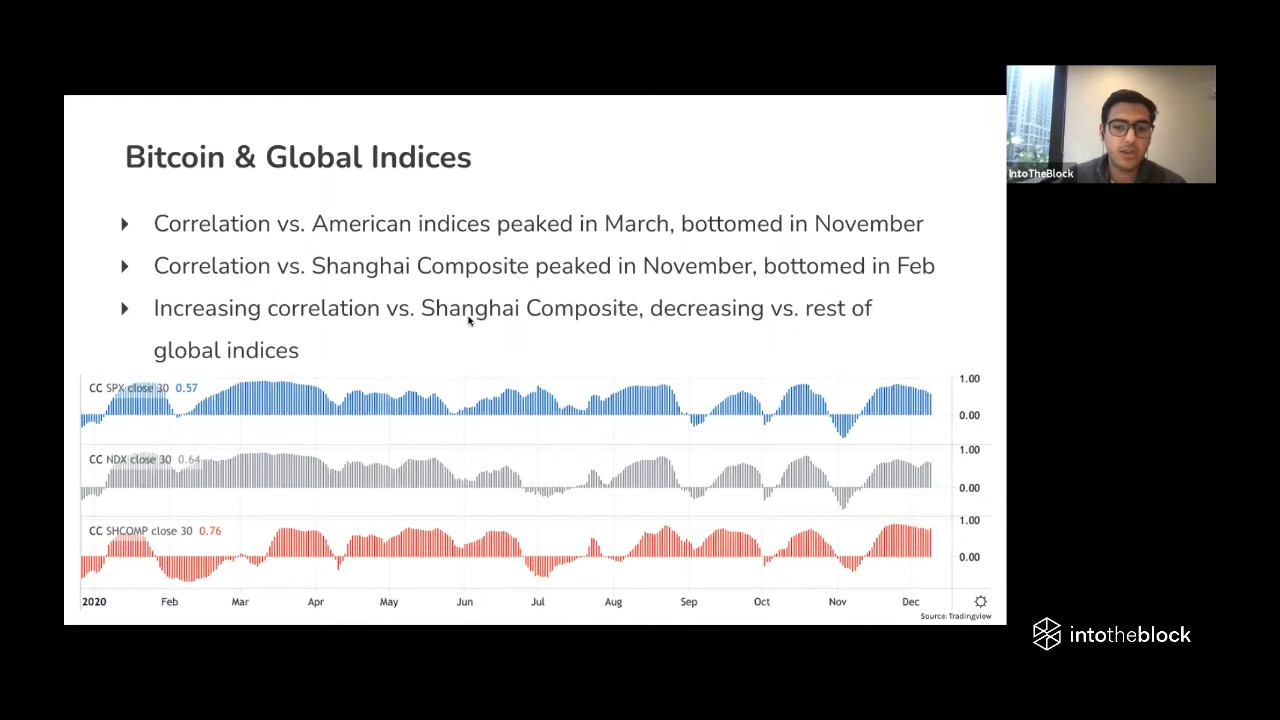 Bitcoin & Global Indices
Correlation vs. American indices peaked in March, bottomed in November
Correlation vs. Shanghai Composite peaked in November, bottomed in Feb
Increasing correlation vs. Shanghai Composite, decreasing vs. rest of
global indices
CC SPX close 30 0.57
1.00
0.00
CC NDX close 30 0.64
1.00
0.00
CC SHCOMP close 30 0.76
1.00
0.00
2020 Feb Mar Apr May Jun Jul Aug Sep Oct Nov Dec
Source: Tradingview
IntoTheBlock
intotheblock